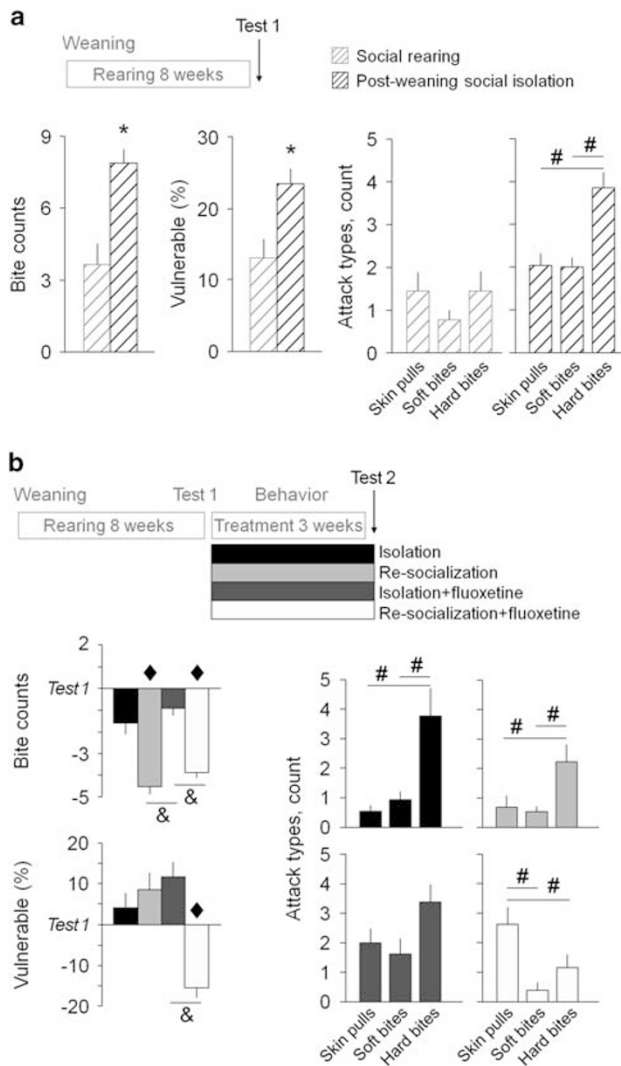 a
Test 1
Weaning
Rearing 8 weeks
Social rearing
Post-weaning social isolation
Bite counts
9
6
3
0
*
Vulnerable (%)
30
20
10
0
*
Attack types, count
5
4
3
2
1
0
# #
Skin pulls
Soft bites
Hard bites
Skin pulls
Soft bites
Hard bites
b
Test 2
Weaning Test 1 Behavior
Rearing 8 weeks Treatment 3 weeks
Isolation
Re-socialization
Isolation+fluoxetine
Re-socialization+fluoxetine
Bite counts
2
Test 1
-3
-5
♦ ♦
& &
Vulnerable (%)
20
10
Test 1
-10
-20
♦
&
Attack types, count
5
4
3
2
1
0
# #
# #
5
4
3
2
1
0
# #
Skin pulls
Soft bites
Hard bites
Skin pulls
Soft bites
Hard bites